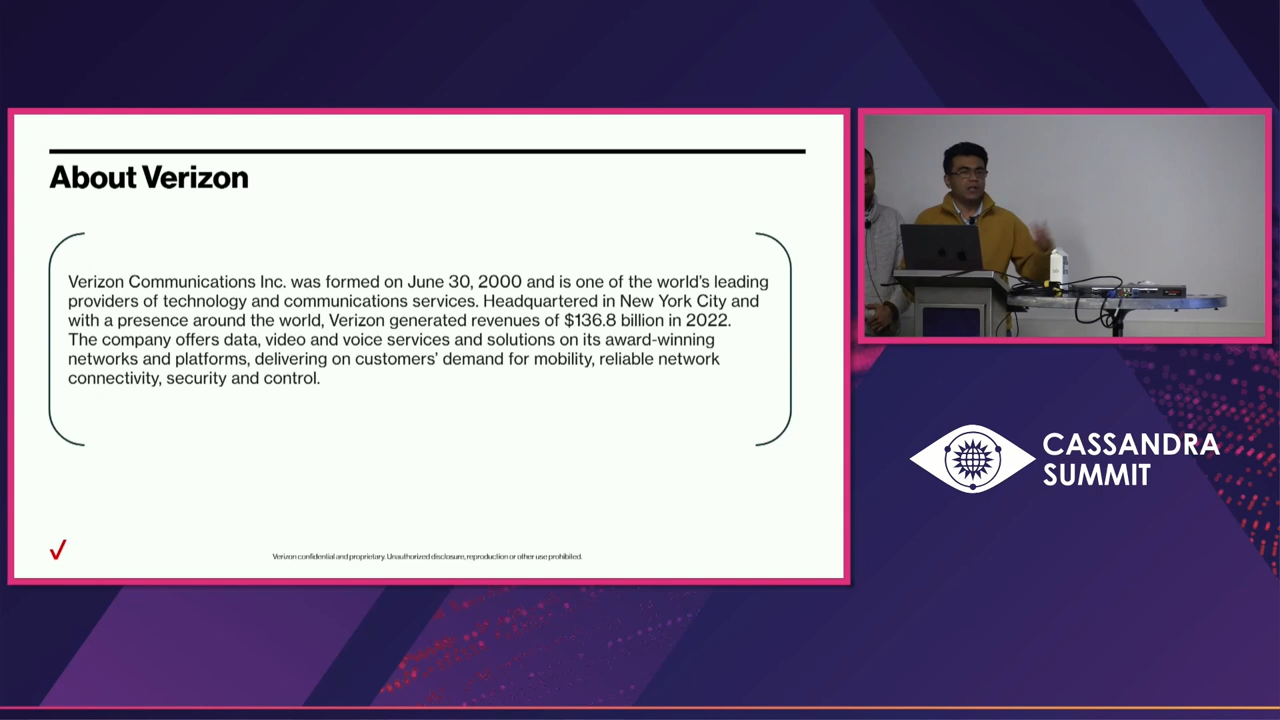 About Verizon
Verizon Communications Inc. was formed on June 30, 2000 and is one of the world's leading
providers of technology and communications services. Headquartered in New York City and
with a presence around the world, Verizon generated revenues of $136.8 billion in 2022.
The company offers data, video and voice services and solutions on its award-winning
networks and platforms, delivering on customers' demand for mobility, reliable network
connectivity, security and control.
Verizon confidential and proprietary. Unauthorized disclosure, reproduction or other use prohibited.
CASSANDRA
SUMMIT